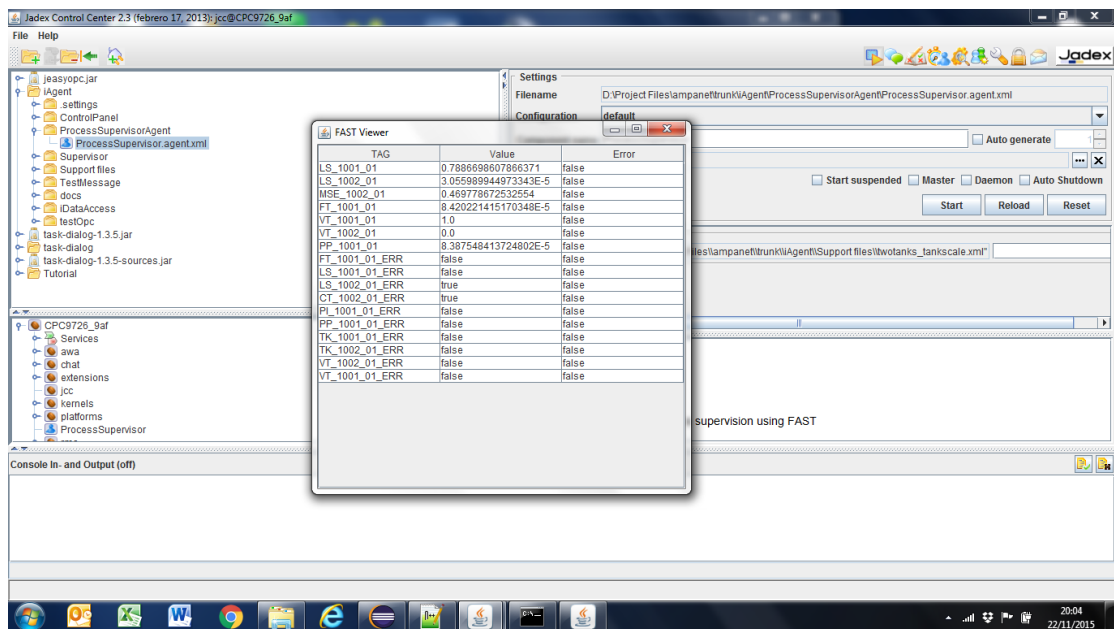 Jadex Control Center 2.3 (febrero 17, 2013): jcc@CPC9726_9af
File Help
Jadex
jeasyopc.jar
iAgent
.settings
ControlPanel
ProcessSupervisorAgent
ProcessSupervisor.agent.xml
Supervisor
Support files
TestMessage
docs
iDataAccess
testOpc
task-dialog-1.3.5.jar
task-dialog
task-dialog-1.3.5-sources.jar
Tutorial
CPC9726_9af
Services
awa
chat
extensions
jcc
kernels
platforms
ProcessSupervisor
Settings
Filename D:\Project Files\ampanet\trunk\iAgent\ProcessSupervisorAgent\ProcessSupervisor.agent.xml
Configuration default
Auto generate 1
Start suspended Master Daemon Auto Shutdown
Start Reload Reset
les\\ampanet\\trunk\\iAgent\\Support files\\twotanks_tankscale.xml"
supervision using FAST
FAST Viewer
TAG Value Error
LS_1001_01 0.7886698607866371 false
LS_1002_01 3.055989944973343E-5 false
MSE_1002_01 0.469778672532554 false
FT_1001_01 8.420221415170348E-5 false
VT_1001_01 1.0 false
VT_1002_01 0.0 false
PP_1001_01 8.387548413724802E-5 false
FT_1001_01_ERR false false
LS_1001_01_ERR false false
LS_1002_01_ERR true false
CT_1002_01_ERR true false
PI_1001_01_ERR false false
PP_1001_01_ERR false false
TK_1001_01_ERR false false
TK_1002_01_ERR false false
VT_1002_01_ERR false false
VT_1001_01_ERR false false
Console In- and Output (off)
20:04
22/11/2015